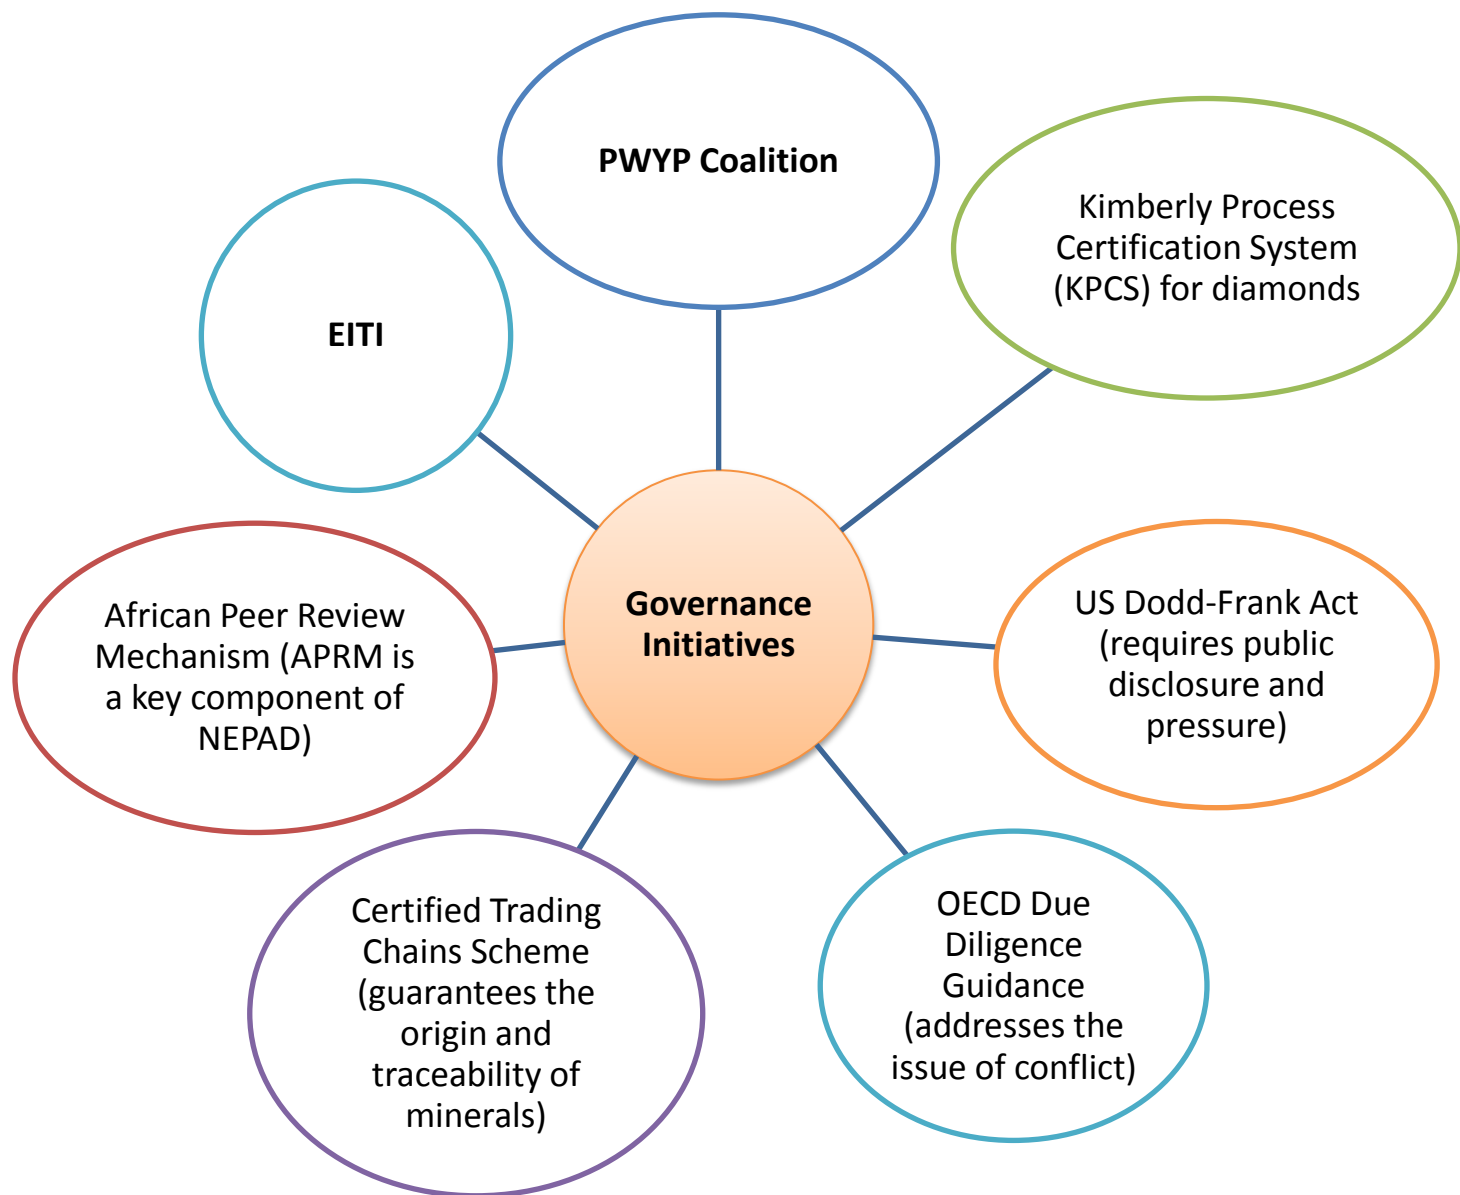 PWYP Coalition
Kimberly Process
Certification System
(KPCS) for diamonds
EITI
Governance
Initiatives
US Dodd-Frank Act
(requires public
disclosure and
pressure)
African Peer Review
Mechanism (APRM is
a key component of
NEPAD)
OECD Due
Diligence
Guidance
(addresses the
issue of conflict)
Certified Trading
Chains Scheme
(guarantees the
origin and
traceability of
minerals)